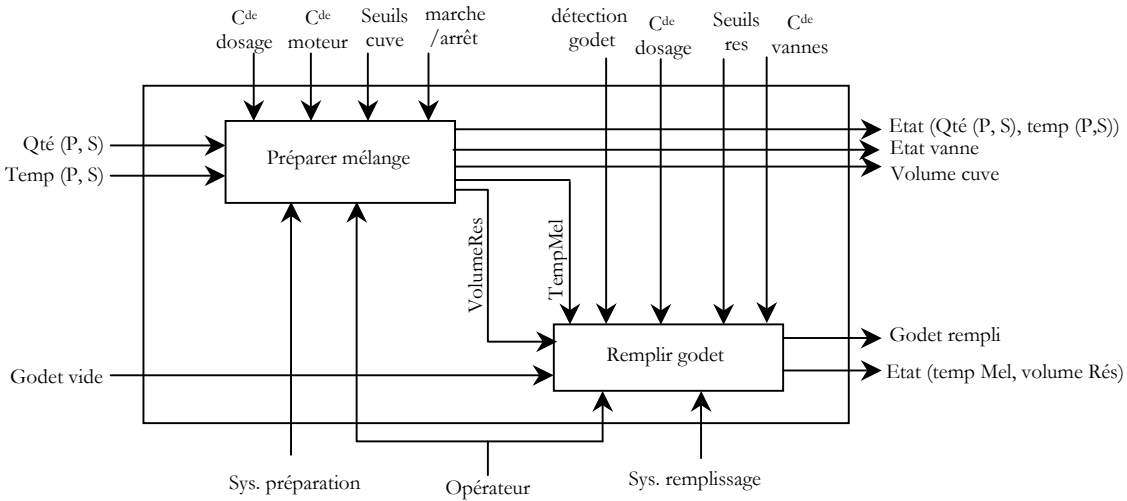 Cde dosage
Cde moteur
Seuils cuve
marche /arrêt
détection godet
Cde dosage
Seuils res
Cde vannes
Qté (P, S)
Temp (P, S)
Préparer mélange
Etat (Qté (P, S), temp (P,S))
Etat vanne
Volume cuve
VolumeRes
TempMel
Remplir godet
Godet rempli
Etat (temp Mel, volume Rés)
Godet vide
Sys. préparation
Opérateur
Sys. remplissage